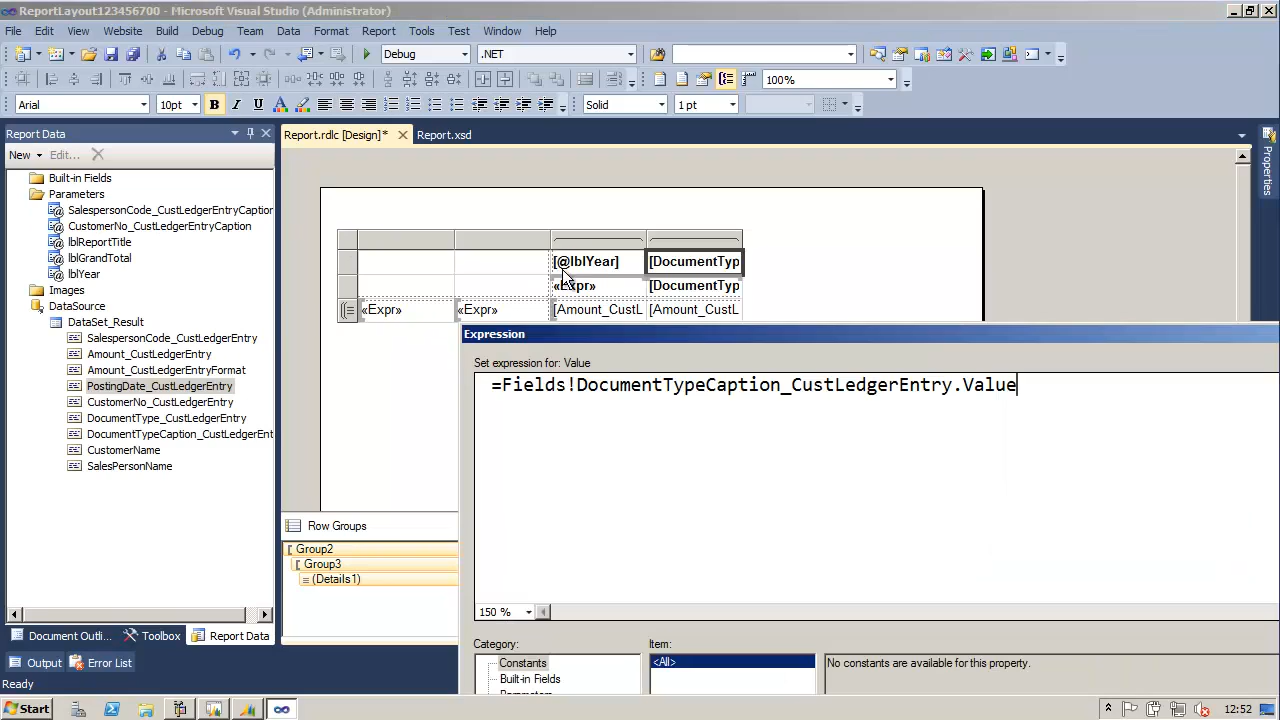 ReportLayout123456700 - Microsoft Visual Studio (Administrator)
File Edit View Website Build Debug Team Data Format Report Tools Test Window Help
Debug .NET
100%
Arial 10pt B I U A Solid 1 pt
Report Data
Report.rdlc [Design]* Report.xsd
New Edit...
Properties
Built-in Fields
Parameters
SalespersonCode_CustLedgerEntryCaption
CustomerNo_CustLedgerEntryCaption
lblReportTitle
lblGrandTotal
lblYear
Images
DataSource
DataSet_Result
SalespersonCode_CustLedgerEntry
Amount_CustLedgerEntry
Amount_CustLedgerEntryFormat
PostingDate_CustLedgerEntry
CustomerNo_CustLedgerEntry
DocumentType_CustLedgerEntry
DocumentTypeCaption_CustLedgerEnt
CustomerName
SalesPersonName
[@lblYear] [DocumentTyp
«Expr» [DocumentTyp
«Expr» «Expr» [Amount_CustL [Amount_CustL
Expression
Set expression for: Value
=Fields!DocumentTypeCaption_CustLedgerEntry.Value
150 %
Category: Item:
Constants <All> No constants are available for this property.
Built-in Fields
Parameters
Row Groups
Group2
Group3
(Details1)
Document Outli... Toolbox Report Data
Output Error List
Ready
Start 12:52